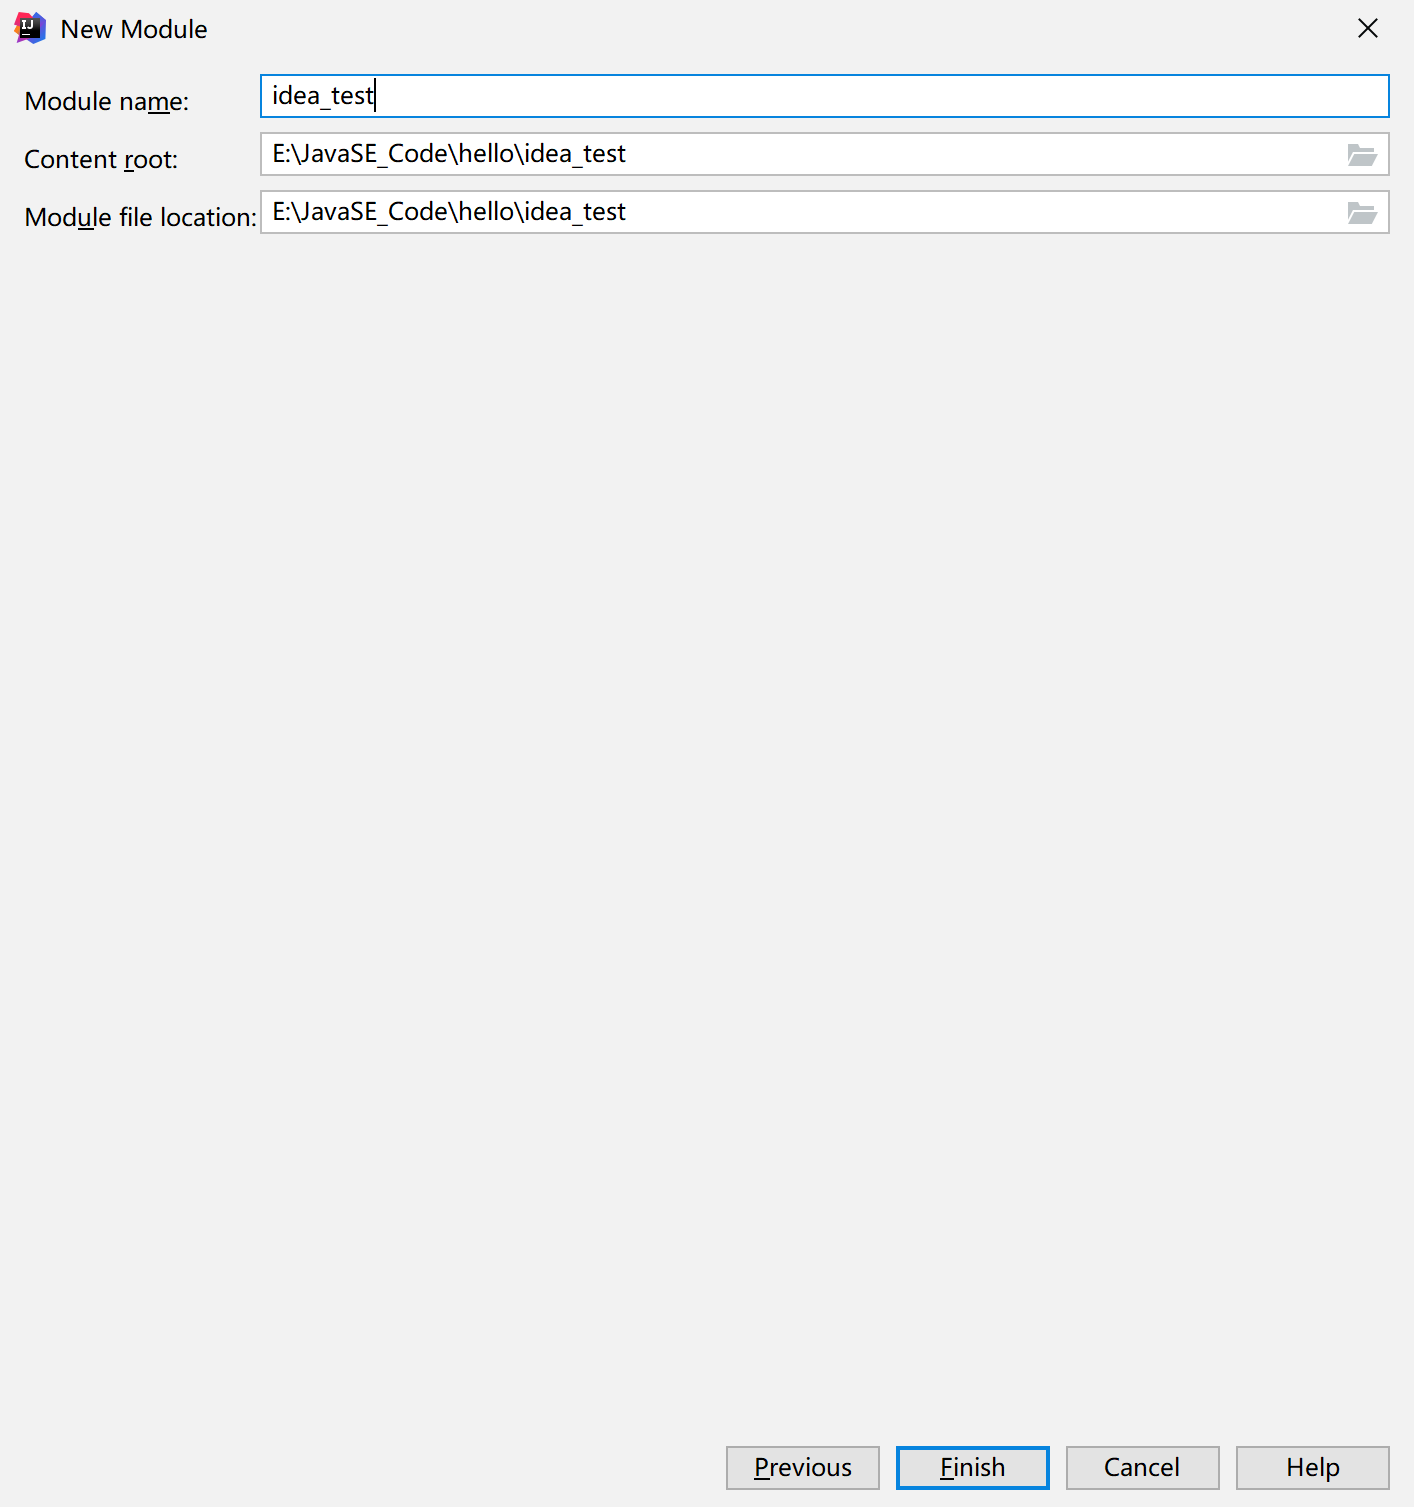 IJ
New Module
Module name: idea_test
Content root: E:\JavaSE_Code\hello\idea_test
Module file location: E:\JavaSE_Code\hello\idea_test
Previous Finish Cancel Help